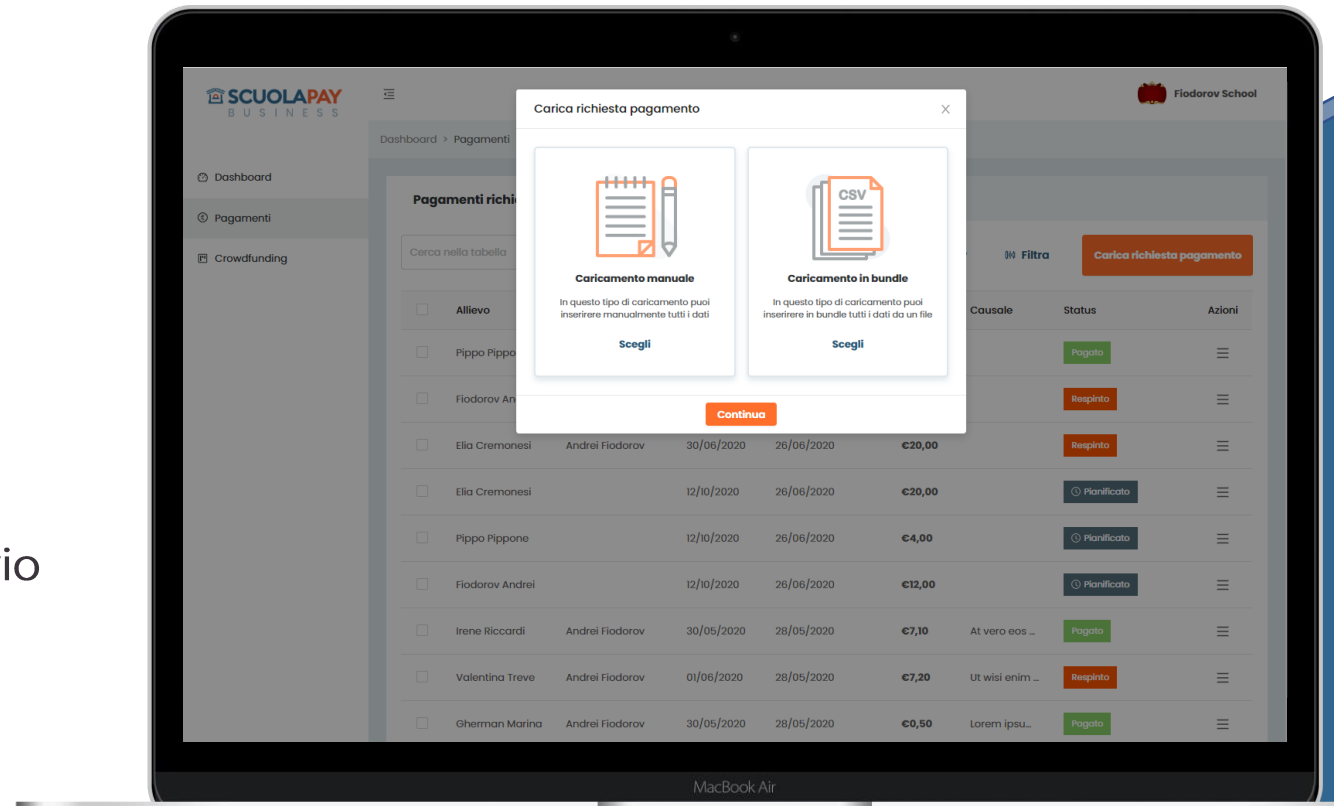 SCUOLAPAY
BUSINESS
Fiodorov School
Carica richiesta pagamento
Dashboard > Pagamenti
Dashboard
Pagamenti
Crowdfunding
Pagamenti richi
Cerca nella tabella
Filtra
Carica richiesta pagamento
CSV
Caricamento manuale
In questo tipo di caricamento puoi
inserirere manualmente tutti i dati
Scegli
Caricamento in bundle
In questo tipo di caricamento puoi
inserirere in bundle tutti i dati da un file
Scegli
Continua
Allievo Causale Status Azioni
Pippo Pippo Pagato
Fiodorov An Respinto
Elia Cremonesi Andrei Fiodorov 30/06/2020 26/06/2020 €20,00 Respinto
Elia Cremonesi 12/10/2020 26/06/2020 €20,00 Pianificato
Pippo Pippone 12/10/2020 26/06/2020 €4,00 Pianificato
Fiodorov Andrei 12/10/2020 26/06/2020 €12,00 Pianificato
Irene Riccardi Andrei Fiodorov 30/05/2020 28/05/2020 €7,10 At vero eos ... Pagato
Valentina Treve Andrei Fiodorov 01/06/2020 28/05/2020 €7,20 Ut wisi enim ... Respinto
Gherman Marina Andrei Fiodorov 30/05/2020 28/05/2020 €0,50 Lorem ipsu... Pagato
MacBook Air